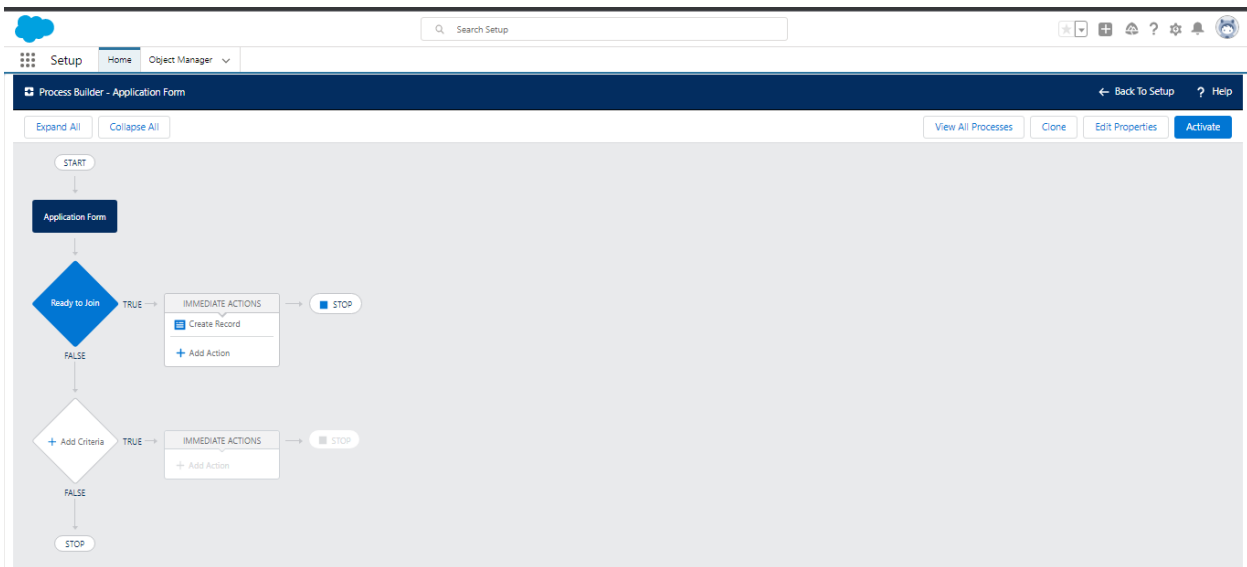 Search Setup
Setup Home Object Manager
Process Builder - Application Form Back To Setup ? Help
Expand All Collapse All View All Processes Clone Edit Properties Activate
START
Application Form
Ready to Join TRUE IMMEDIATE ACTIONS STOP
Create Record
+ Add Action
FALSE
+ Add Criteria TRUE IMMEDIATE ACTIONS STOP
+ Add Action
FALSE
STOP